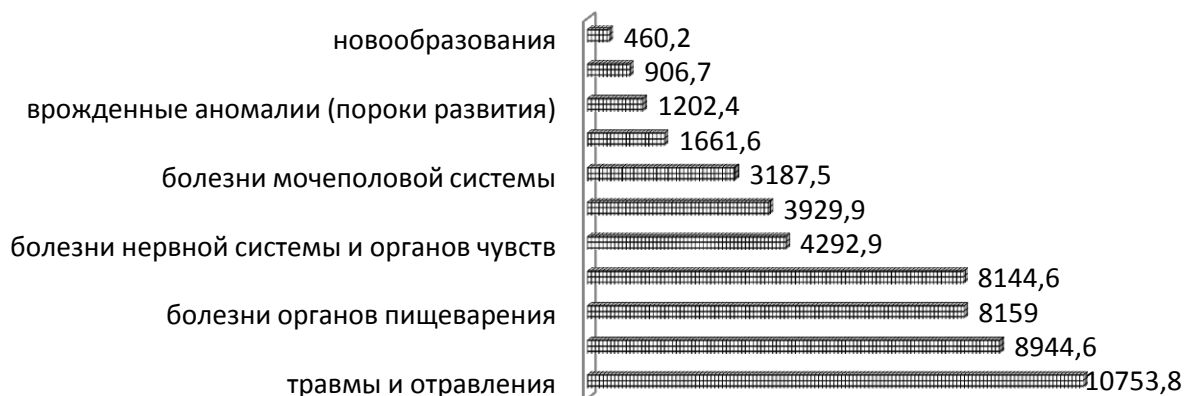 новообразования 460,2
906,7
врожденные аномалии (пороки развития) 1202,4
1661,6
болезни мочеполовой системы 3187,5
3929,9
болезни нервной системы и органов чувств 4292,9
8144,6
болезни органов пищеварения 8159
8944,6
травмы и отравления 10753,8